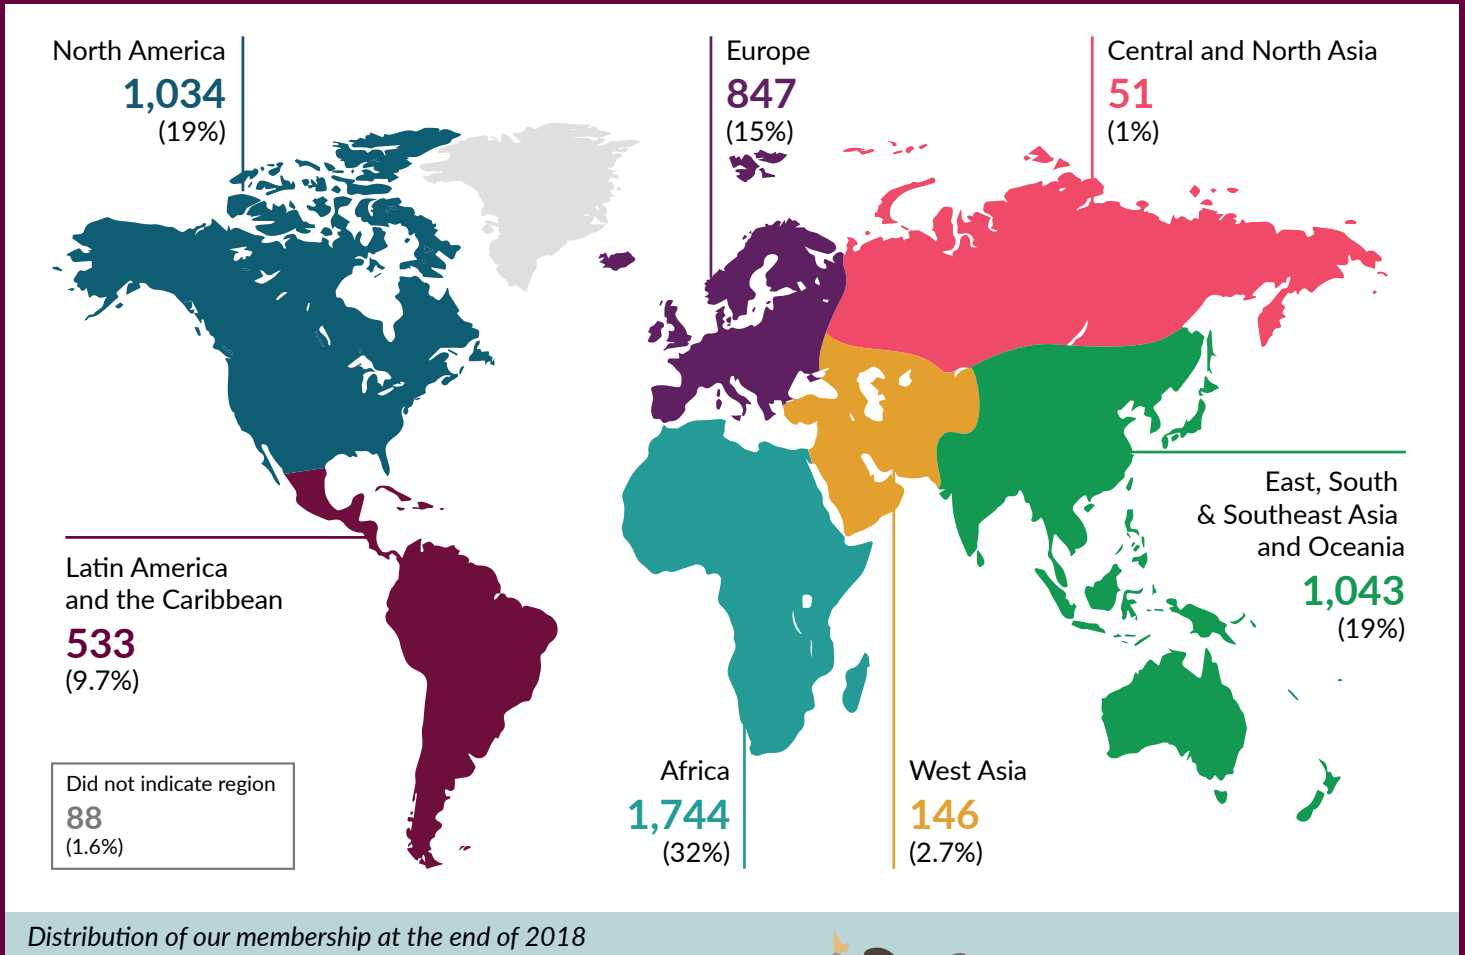 North America
1,034
(19%)
Europe
847
(15%)
Central and North Asia
51
(1%)
East, South
& Southeast Asia
and Oceania
1,043
(19%)
Latin America
and the Caribbean
533
(9.7%)
Did not indicate region
88
(1.6%)
Africa
1,744
(32%)
West Asia
146
(2.7%)
Distribution of our membership at the end of 2018